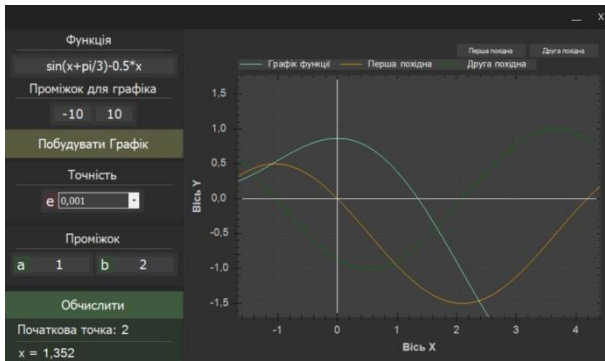 _ X
Функція
sin(x+pi/3)-0.5*x
Проміжок для графіка
-10 10
Побудувати Графік
Точність
e 0,001
Проміжок
a 1 b 2
Обчислити
Початкова точка: 2
x = 1,352
Перша похідна Друга похідна
Графік функції Перша похідна Друга похідна
1,5
1,0
0,5
0,0
-0,5
-1,0
-1,5
Вісь Y
-1 0 1 2 3 4
Вісь X